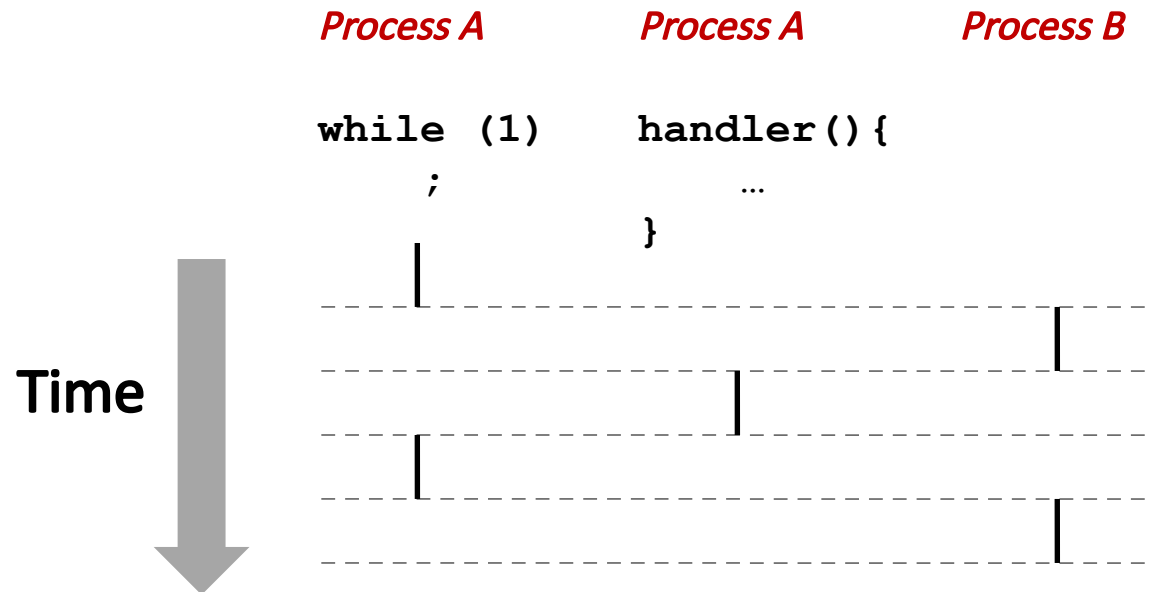 Process A Process A Process B
while (1) handler(){
; …
}
Time